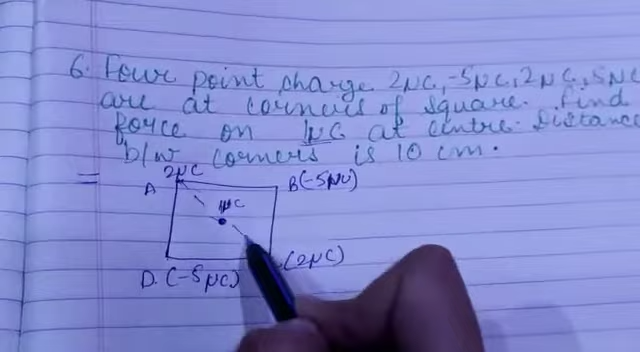 6. Four point charge 2μC, -5μC, 2μC, 5μC
are at corners of square. Find
force on 1μC at centre. Distance
b/w corners is 10 cm.
=
2μC
A
B(-5μC)
1μC
(2μC)
D. (-5μC)